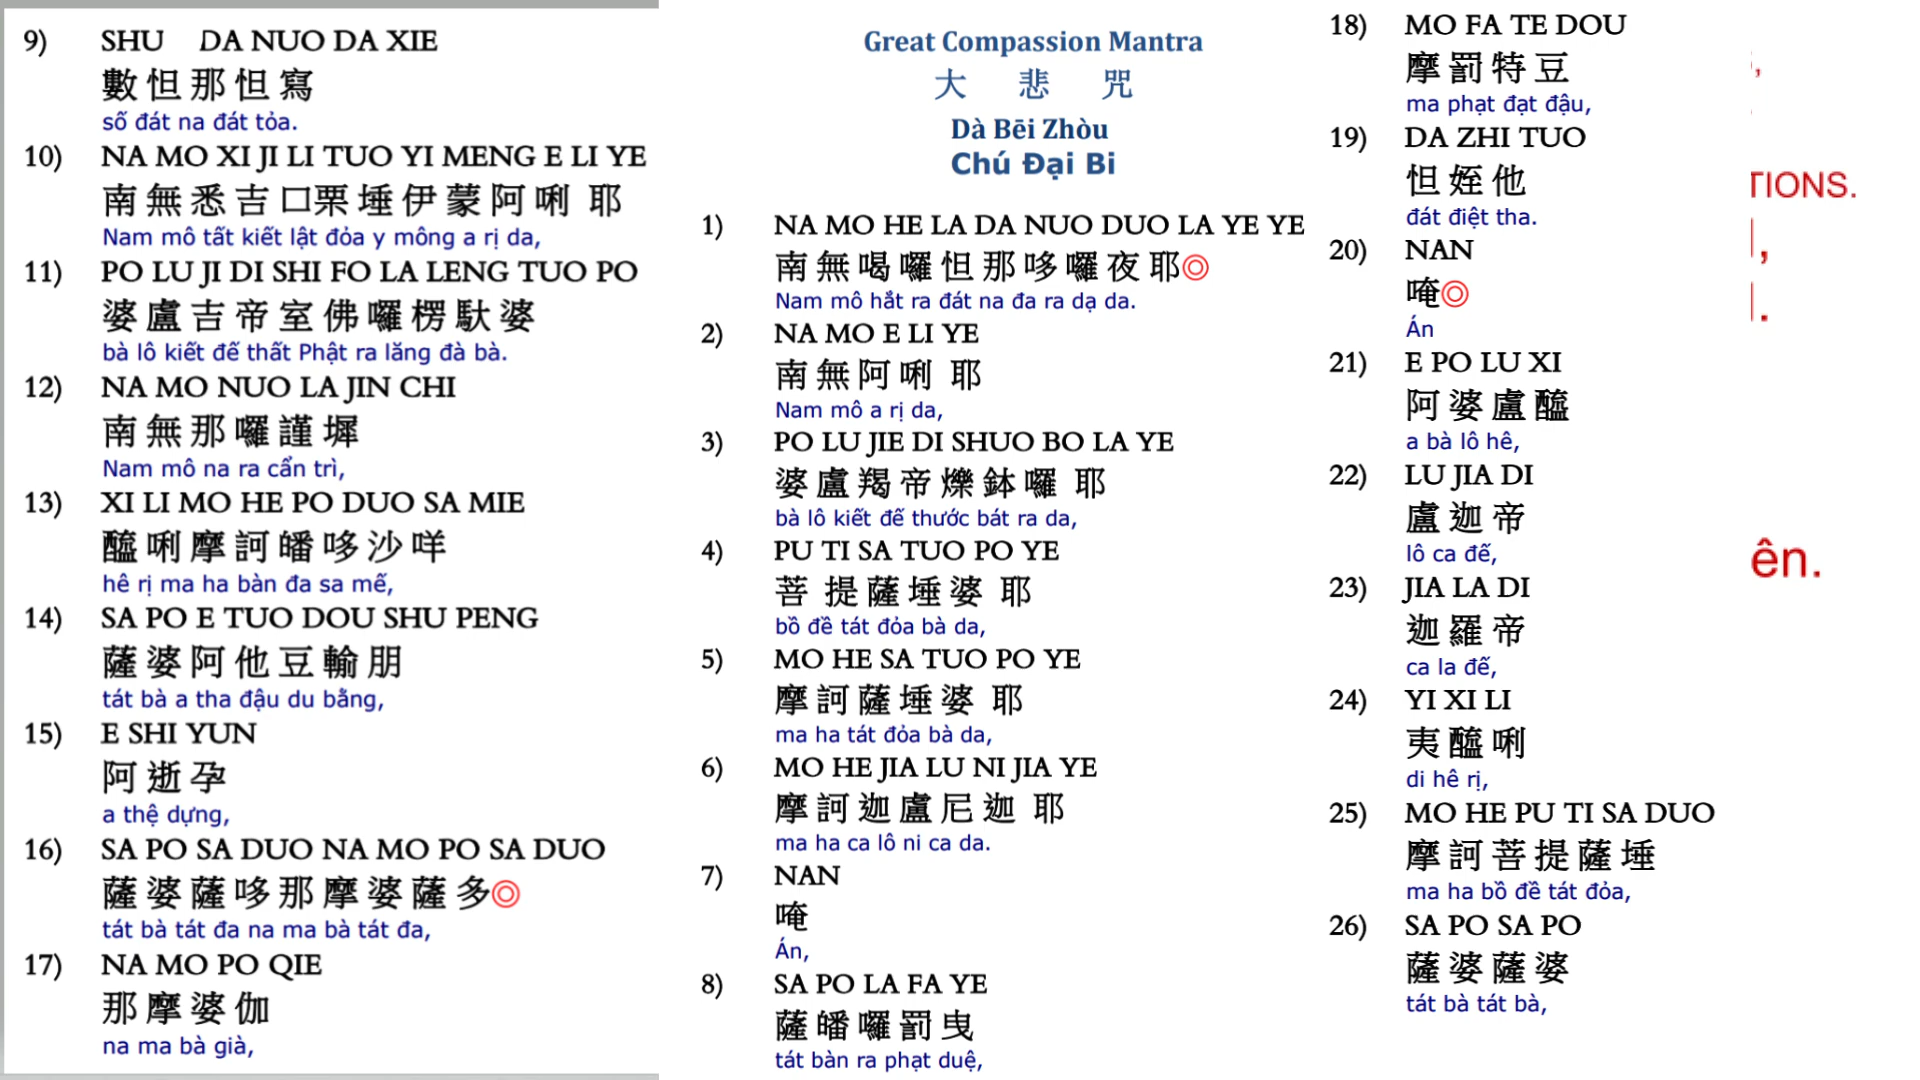 9) SHU DA NUO DA XIE
數 怛 那 怛 寫
số đát na đát tỏa.
10) NA MO XI JI LI TUO YI MENG E LI YE
南 無 悉 吉 口栗 埵 伊 蒙 阿 唎 耶
Nam mô tất kiết lật đỏa y mông a rị da,
11) PO LU JI DI SHI FO LA LENG TUO PO
婆 盧 吉 帝 室 佛 囉 楞 馱 婆
bà lô kiết đế thất Phật ra lăng đà bà.
12) NA MO NUO LA JIN CHI
南 無 那 囉 謹 墀
Nam mô na ra cẩn trì,
13) XI LI MO HE PO DUO SA MIE
醯 唎 摩 訶 皤 哆 沙 咩
hê rị ma ha bàn đa sa mế,
14) SA PO E TUO DOU SHU PENG
薩 婆 阿 他 豆 輸 朋
tát bà a tha đậu du bằng,
15) E SHI YUN
阿 逝 孕
a thệ dựng,
16) SA PO SA DUO NA MO PO SA DUO
薩 婆 薩 哆 那 摩 婆 薩 多◎
tát bà tát đa na ma bà tát đa,
17) NA MO PO QIE
那 摩 婆 伽
na ma bà già,
Great Compassion Mantra
大 悲 咒
Dà Bēi Zhòu
Chú Đại Bi
1) NA MO HE LA DA NUO DUO LA YE YE
南 無 喝 囉 怛 那 哆 囉 夜 耶◎
Nam mô hắt ra đát na đa ra dạ da.
2) NA MO E LI YE
南 無 阿 唎 耶
Nam mô a rị da,
3) PO LU JIE DI SHUO BO LA YE
婆 盧 羯 帝 爍 鉢 囉 耶
bà lô kiết đế thước bát ra da,
4) PU TI SA TUO PO YE
菩 提 薩 埵 婆 耶
bồ đề tát đỏa bà da,
5) MO HE SA TUO PO YE
摩 訶 薩 埵 婆 耶
ma ha tát đỏa bà da,
6) MO HE JIA LU NI JIA YE
摩 訶 迦 盧 尼 迦 耶
ma ha ca lô ni ca da.
7) NAN
唵
Án,
8) SA PO LA FA YE
薩 皤 囉 罰 曳
tát bàn ra phạt duệ,
18) MO FA TE DOU
摩 罰 特 豆
ma phạt đạt đậu,
19) DA ZHI TUO
怛 姪 他
đát điệt tha.
20) NAN
唵◎
Án
21) E PO LU XI
阿 婆 盧 醯
a bà lô hê,
22) LU JIA DI
盧 迦 帝
lô ca đế,
23) JIA LA DI
迦 羅 帝
ca la đế,
24) YI XI LI
夷 醯 唎
di hê rị,
25) MO HE PU TI SA DUO
摩 訶 菩 提 薩 埵
ma ha bồ đề tát đỏa,
26) SA PO SA PO
薩 婆 薩 婆
tát bà tát bà,
TIONS.
ên.